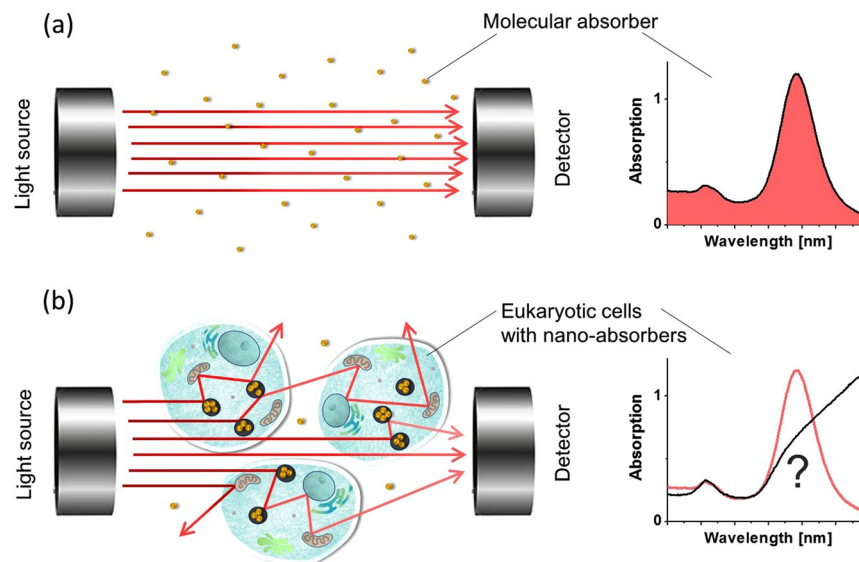 (a)
Molecular absorber
Light source
Detector
Absorption
1
0
Wavelength [nm]
(b)
Eukaryotic cells
with nano-absorbers
Light source
Detector
Absorption
1
0
?
Wavelength [nm]